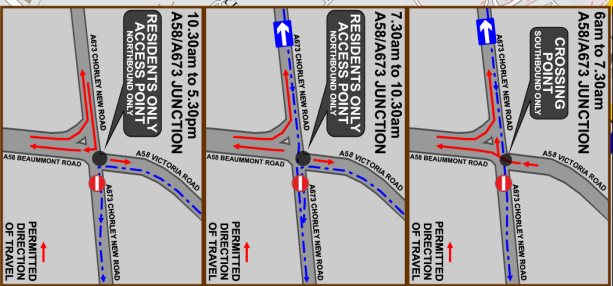 6am to 7.30am
A58/A673 JUNCTION
CROSSING
POINT
SOUTHBOUND ONLY
A673 CHORLEY NEW ROAD
A58 VICTORIA ROAD
A58 BEAUMMONT ROAD
A673 CHORLEY NEW ROAD
PERMITTED
DIRECTION
OF TRAVEL
7.30am to 10.30am
A58/A673 JUNCTION
RESIDENTS ONLY
ACCESS POINT
NORTHBOUND ONLY
A673 CHORLEY NEW ROAD
A58 VICTORIA ROAD
A58 BEAUMMONT ROAD
A673 CHORLEY NEW ROAD
PERMITTED
DIRECTION
OF TRAVEL
10.30am to 5.30pm
A58/A673 JUNCTION
RESIDENTS ONLY
ACCESS POINT
NORTHBOUND ONLY
A673 CHORLEY NEW ROAD
A58 VICTORIA ROAD
A58 BEAUMMONT ROAD
A673 CHORLEY NEW ROAD
PERMITTED
DIRECTION
OF TRAVEL